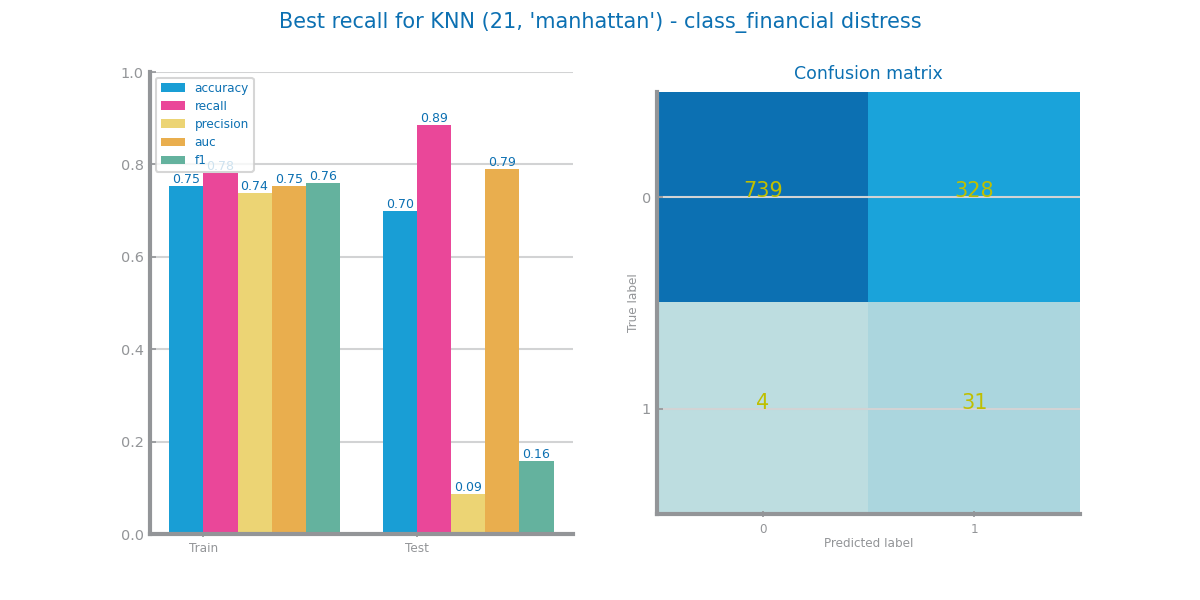 Best recall for KNN (21, 'manhattan') - class_financial distress
1.0
0.8
0.6
0.4
0.2
0.0
accuracy
recall
precision
auc
f1
0.75
0.78
0.74
0.75
0.76
0.70
0.89
0.09
0.79
0.16
Train
Test
Confusion matrix
True label
0
1
739
328
4
31
0
1
Predicted label